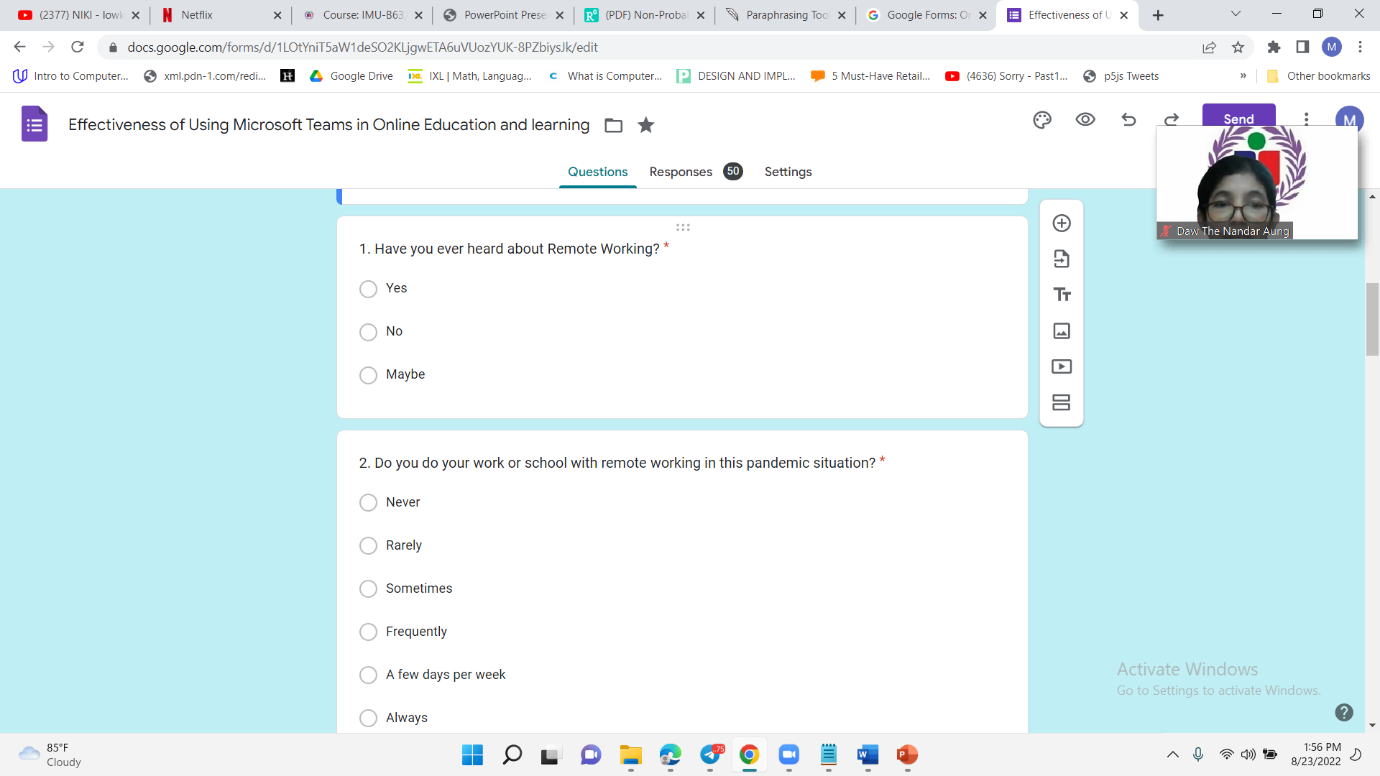 (2377) NIKI - lowk
Netflix
Course: IMU-B63
PowerPoint Prese
(PDF) Non-Probab
Paraphrasing Too
Google Forms: On
Effectiveness of U
docs.google.com/forms/d/1LOtYniT5aW1deSO2KLjgwETA6uVUozYUK-8PZbiysJk/edit
M
Intro to Computer...
xml.pdn-1.com/redi...
Google Drive
IXL | Math, Languag...
What is Computer...
DESIGN AND IMPL...
5 Must-Have Retail...
(4636) Sorry - Past1...
p5js Tweets
»
Other bookmarks
Effectiveness of Using Microsoft Teams in Online Education and learning
Send
M
Questions
Responses 50
Settings
Daw The Nandar Aung
1. Have you ever heard about Remote Working? *
Yes
No
Maybe
2. Do you do your work or school with remote working in this pandemic situation? *
Never
Rarely
Sometimes
Frequently
A few days per week
Always
Activate Windows
Go to Settings to activate Windows.
85°F
Cloudy
75
1:56 PM
8/23/2022